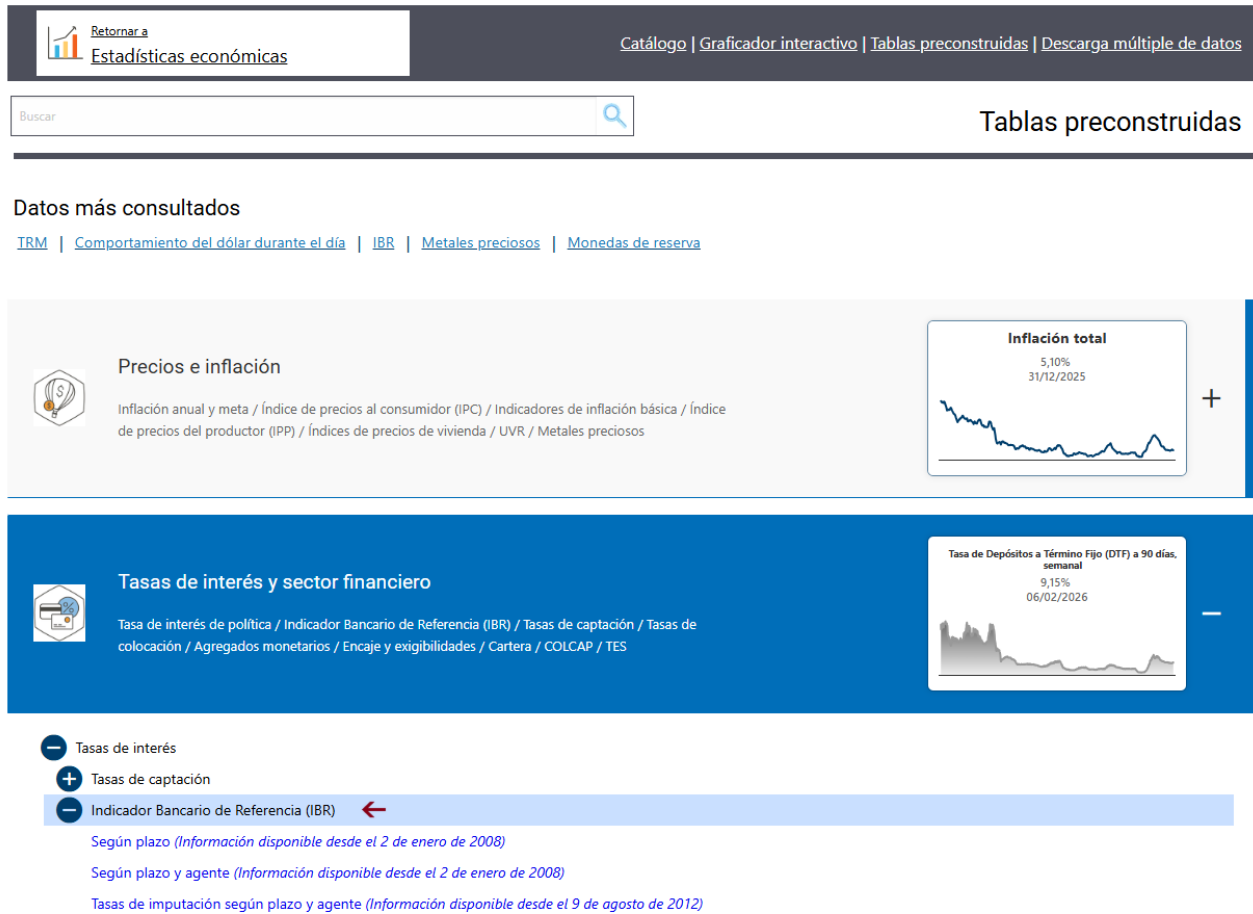 Retornar a
Estadísticas económicas
Catálogo | Graficador interactivo | Tablas preconstruidas | Descarga múltiple de datos
Buscar
Tablas preconstruidas
Datos más consultados
TRM | Comportamiento del dólar durante el día | IBR | Metales preciosos | Monedas de reserva
Precios e inflación
Inflación anual y meta / Índice de precios al consumidor (IPC) / Indicadores de inflación básica / Índice
de precios del productor (IPP) / Índices de precios de vivienda / UVR / Metales preciosos
Inflación total
5,10%
31/12/2025
+
Tasas de interés y sector financiero
Tasa de interés de política / Indicador Bancario de Referencia (IBR) / Tasas de captación / Tasas de
colocación / Agregados monetarios / Encaje y exigibilidades / Cartera / COLCAP / TES
Tasa de Depósitos a Término Fijo (DTF) a 90 días,
semanal
9,15%
06/02/2026
−
Tasas de interés
Tasas de captación
Indicador Bancario de Referencia (IBR)
Según plazo (Información disponible desde el 2 de enero de 2008)
Según plazo y agente (Información disponible desde el 2 de enero de 2008)
Tasas de imputación según plazo y agente (Información disponible desde el 9 de agosto de 2012)